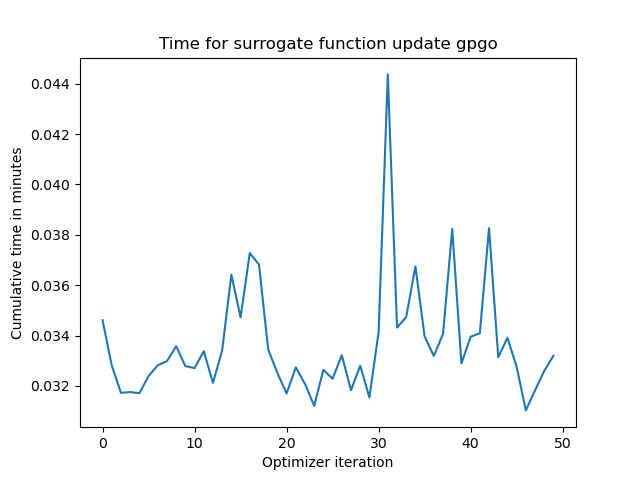 Time for surrogate function update gpgo
Cumulative time in minutes
0.044
0.042
0.040
0.038
0.036
0.034
0.032
0 10 20 30 40 50
Optimizer iteration